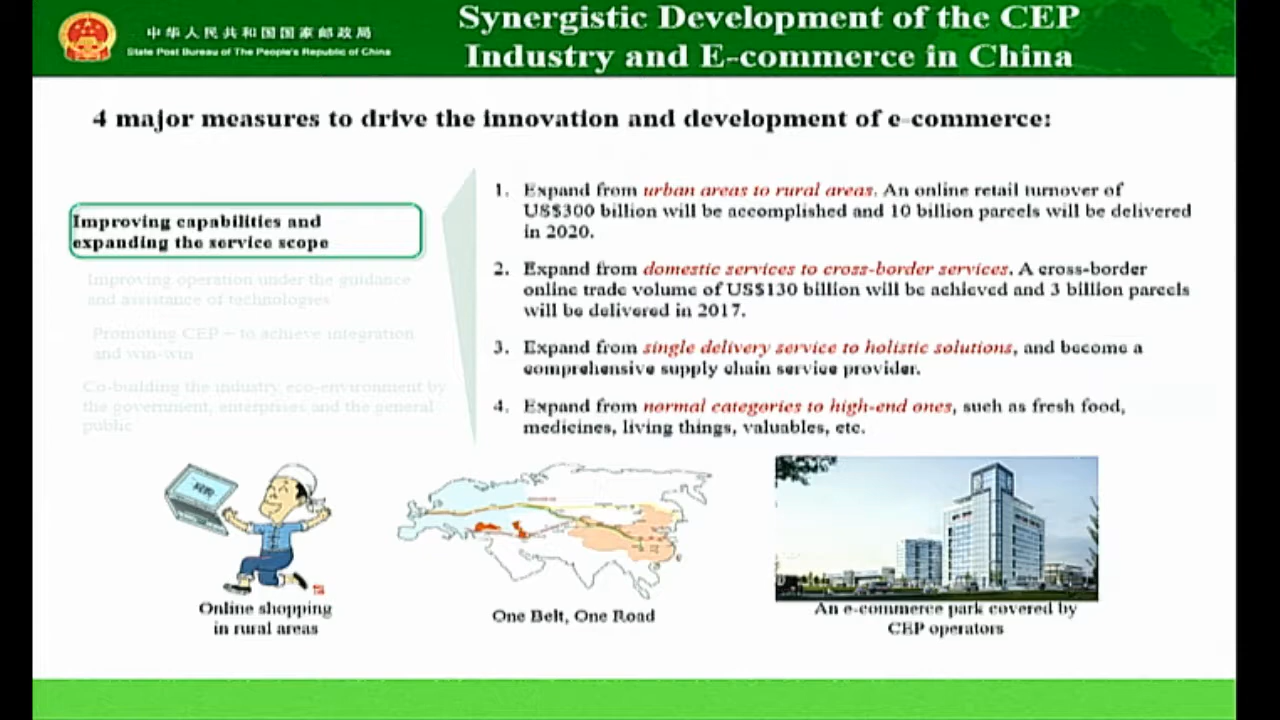 中华人民共和国国家邮政局
State Post Bureau of The People's Republic of China
Synergistic Development of the CEP
Industry and E-commerce in China
4 major measures to drive the innovation and development of e-commerce:
Improving capabilities and
expanding the service scope
Improving operation under the guidance
and assistance of technologies
Promoting CEP – to achieve integration
and win-win
Co-building the industry eco-environment by
the government, enterprises and the general
public
1. Expand from urban areas to rural areas. An online retail turnover of
US$300 billion will be accomplished and 10 billion parcels will be delivered
in 2020.
2. Expand from domestic services to cross-border services. A cross-border
online trade volume of US$130 billion will be achieved and 3 billion parcels
will be delivered in 2017.
3. Expand from single delivery service to holistic solutions, and become a
comprehensive supply chain service provider.
4. Expand from normal categories to high-end ones, such as fresh food,
medicines, living things, valuables, etc.
Online shopping
in rural areas
One Belt, One Road
An e-commerce park covered by
CEP operators